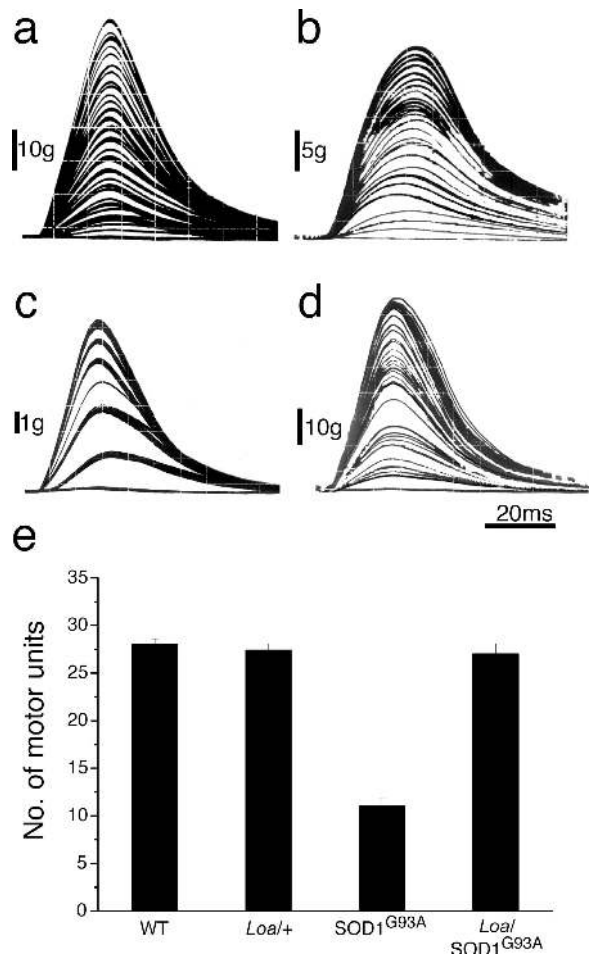 a
b
10g
5g
c
d
1g
10g
20ms
e
No. of motor units
35
30
25
20
15
10
5
0
WT
Loa/+
SOD1G93A
Loa/
SOD1G93A